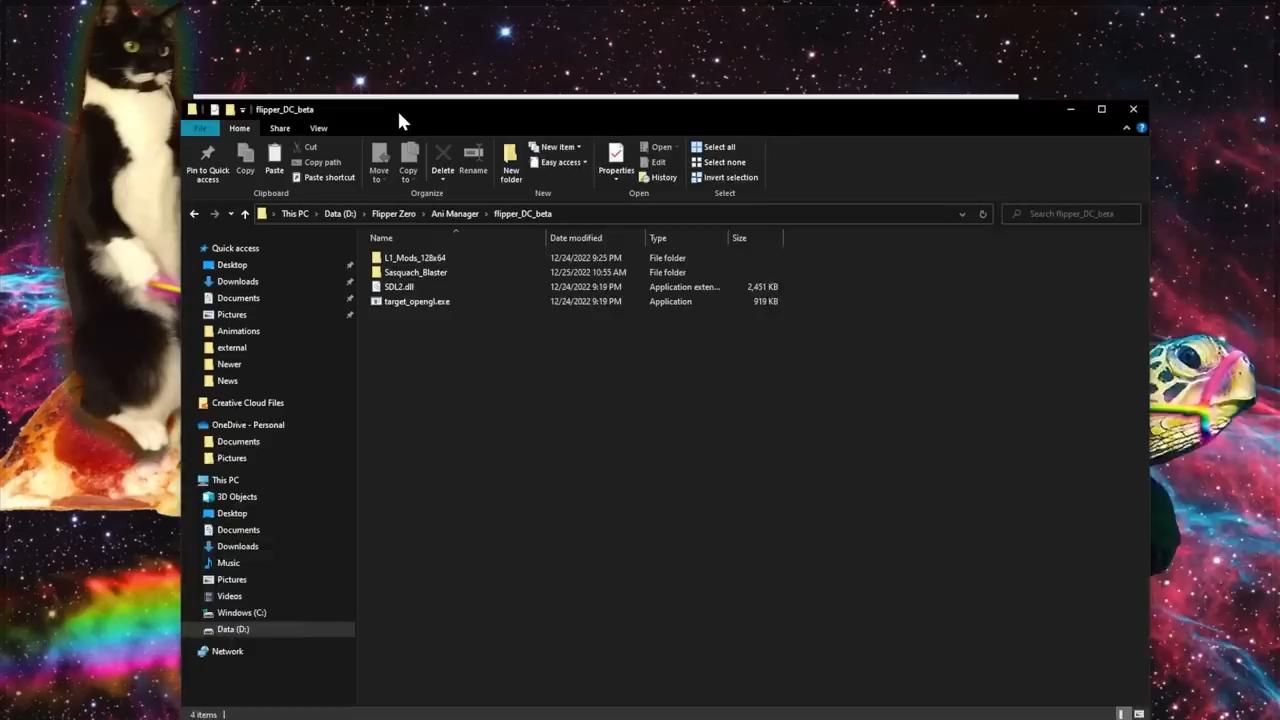 flipper_DC_beta
File Home Share View
Pin to Quick access
Copy
Paste
Cut
Copy path
Paste shortcut
Clipboard
Move to
Copy to
Delete
Rename
Organize
New folder
New item
Easy access
New
Properties
Open
Edit
History
Open
Select all
Select none
Invert selection
Select
This PC > Data (D:) > Flipper Zero > Ani Manager > flipper_DC_beta
Search flipper_DC_beta
Name Date modified Type Size
L1_Mods_128x64 12/24/2022 9:25 PM File folder
Sasquach_Blaster 12/25/2022 10:55 AM File folder
SDL2.dll 12/24/2022 9:19 PM Application exten... 2,451 KB
target_opengl.exe 12/24/2022 9:19 PM Application 919 KB
Quick access
Desktop
Downloads
Documents
Pictures
Animations
external
Newer
News
Creative Cloud Files
OneDrive - Personal
Documents
Pictures
This PC
3D Objects
Desktop
Documents
Downloads
Music
Pictures
Videos
Windows (C:)
Data (D:)
Network
4 items